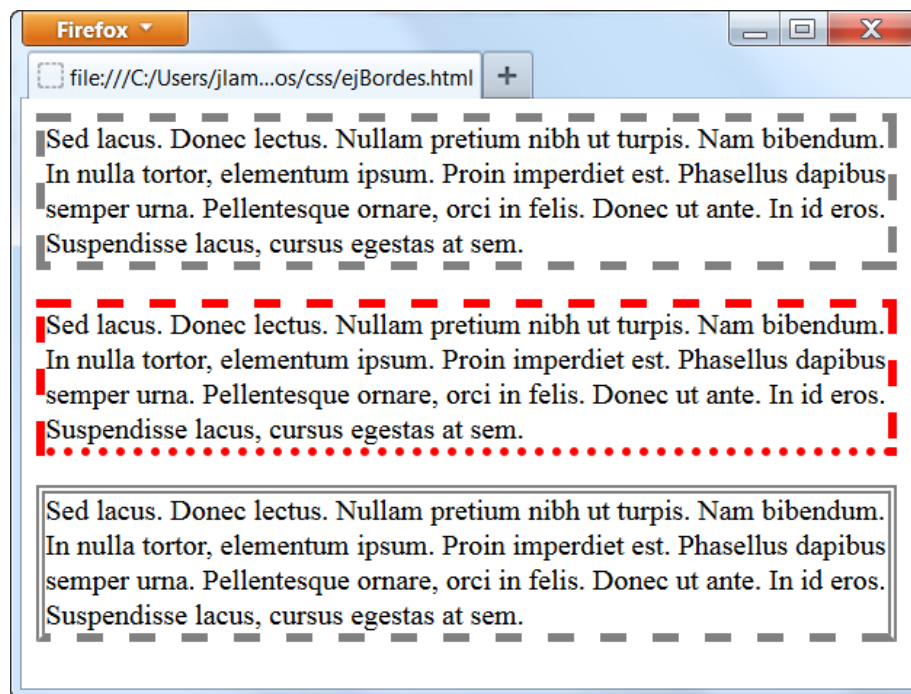 Firefox
file:///C:/Users/jlam...os/css/ejBordes.html
Sed lacus. Donec lectus. Nullam pretium nibh ut turpis. Nam bibendum.
In nulla tortor, elementum ipsum. Proin imperdiet est. Phasellus dapibus
semper urna. Pellentesque ornare, orci in felis. Donec ut ante. In id eros.
Suspendisse lacus, cursus egestas at sem.
Sed lacus. Donec lectus. Nullam pretium nibh ut turpis. Nam bibendum.
In nulla tortor, elementum ipsum. Proin imperdiet est. Phasellus dapibus
semper urna. Pellentesque ornare, orci in felis. Donec ut ante. In id eros.
Suspendisse lacus, cursus egestas at sem.
Sed lacus. Donec lectus. Nullam pretium nibh ut turpis. Nam bibendum.
In nulla tortor, elementum ipsum. Proin imperdiet est. Phasellus dapibus
semper urna. Pellentesque ornare, orci in felis. Donec ut ante. In id eros.
Suspendisse lacus, cursus egestas at sem.